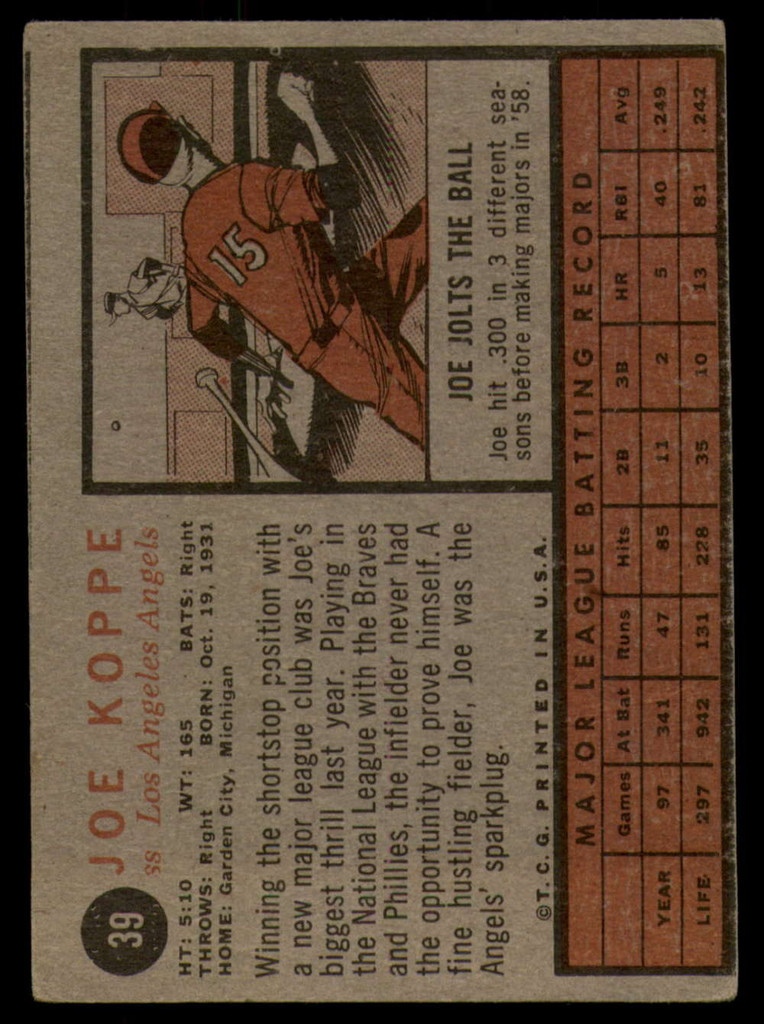 39
JOE KOPPE
ss Los Angeles Angels
HT: 5:10 WT: 165 BATS: Right
THROWS: Right BORN: Oct. 19, 1931
HOME: Garden City, Michigan
Winning the shortstop position with
a new major league club was Joe's
biggest thrill last year. Playing in
the National League with the Braves
and Phillies, the infielder never had
the opportunity to prove himself. A
fine hustling fielder, Joe was the
Angels' sparkplug.
©T.C.G. PRINTED IN U.S.A.
15
JOE JOLTS THE BALL
Joe hit .300 in 3 different sea-
sons before making majors in '58.
MAJOR LEAGUE BATTING RECORD
Games At Bat Runs Hits 2B 3B HR RBI Avg
YEAR 97 341 47 85 11 2 5 40 .249
LIFE 297 942 131 228 35 10 13 81 .242